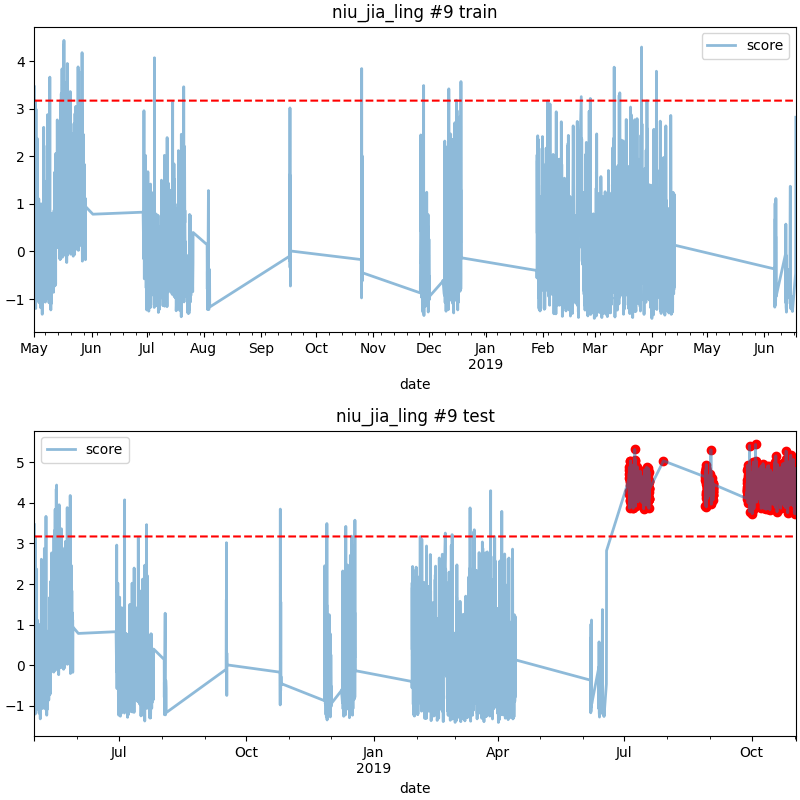 niu_jia_ling #9 train
score
4
3
2
1
0
−1
May Jun Jul Aug Sep Oct Nov Dec Jan Feb Mar Apr May Jun
2019
date
niu_jia_ling #9 test
score
5
4
3
2
1
0
−1
Jul Oct Jan Apr Jul Oct
2019
date